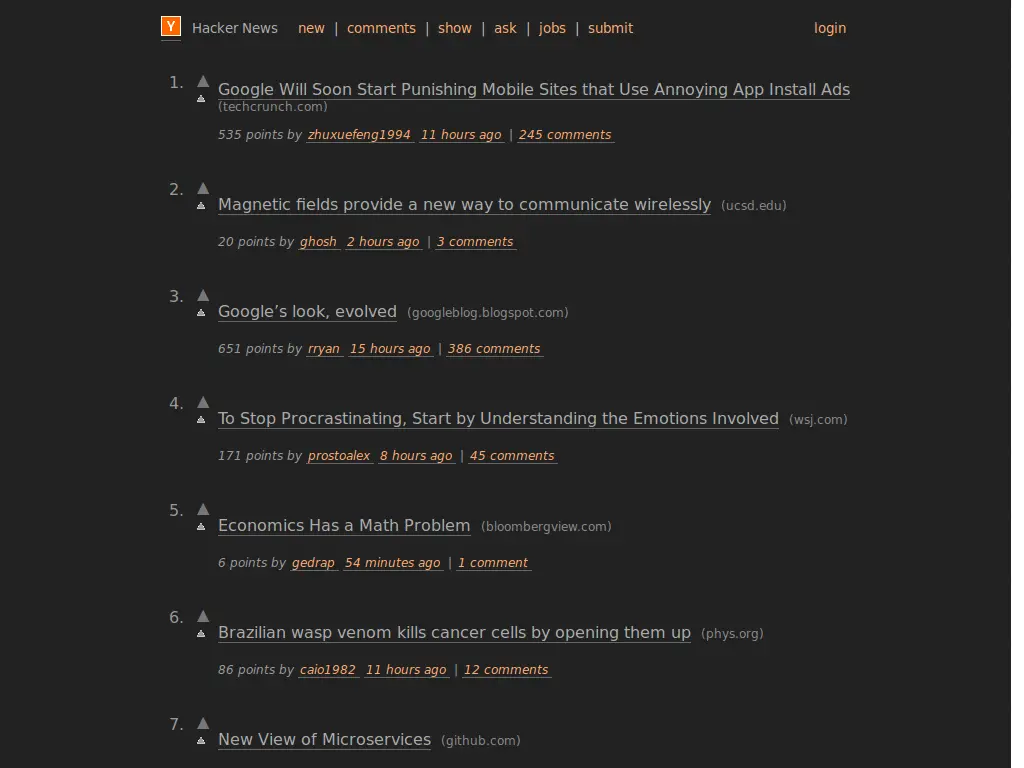 Y Hacker News new | comments | show | ask | jobs | submit login
1. Google Will Soon Start Punishing Mobile Sites that Use Annoying App Install Ads
(techcrunch.com)
535 points by zhuxuefeng1994 11 hours ago | 245 comments
2. Magnetic fields provide a new way to communicate wirelessly (ucsd.edu)
20 points by ghosh 2 hours ago | 3 comments
3. Google’s look, evolved (googleblog.blogspot.com)
651 points by rryan 15 hours ago | 386 comments
4. To Stop Procrastinating, Start by Understanding the Emotions Involved (wsj.com)
171 points by prostoalex 8 hours ago | 45 comments
5. Economics Has a Math Problem (bloombergview.com)
6 points by gedrap 54 minutes ago | 1 comment
6. Brazilian wasp venom kills cancer cells by opening them up (phys.org)
86 points by caio1982 11 hours ago | 12 comments
7. New View of Microservices (github.com)